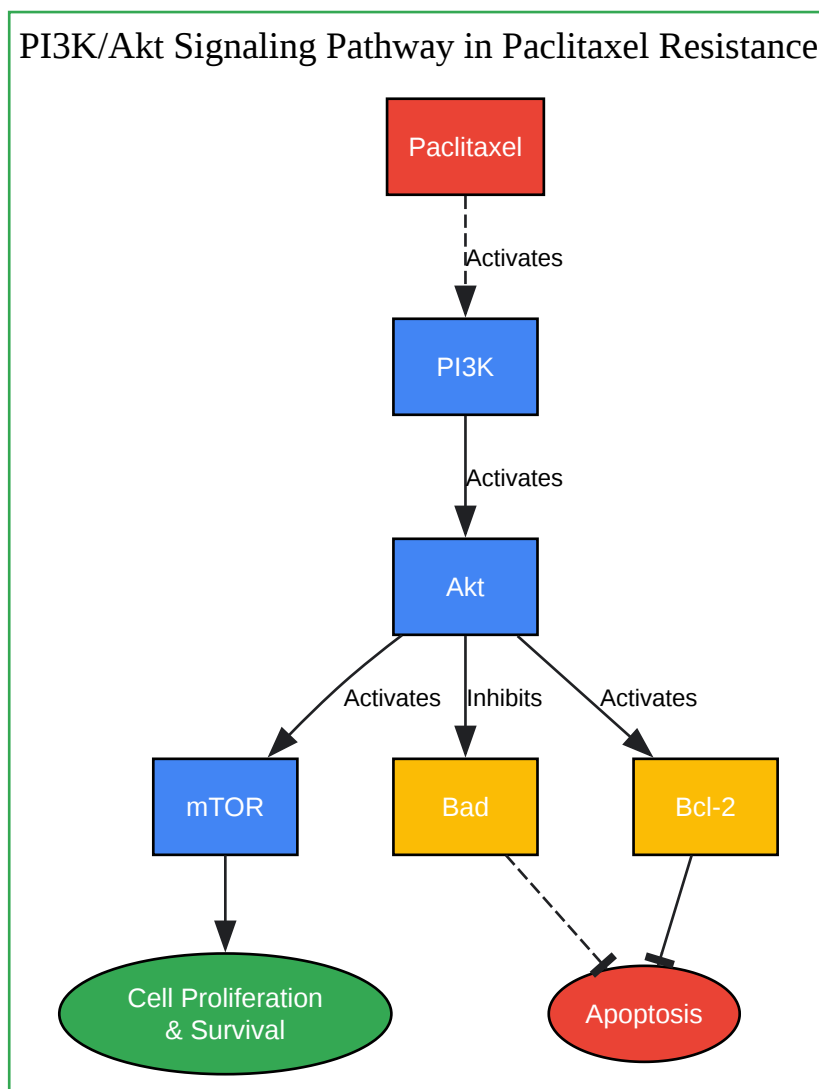 PI3K/Akt Signaling Pathway in Paclitaxel Resistance
Paclitaxel
Activates
PI3K
Activates
Akt
Activates
Inhibits
Activates
mTOR
Bad
Bcl-2
Cell Proliferation
& Survival
Apoptosis